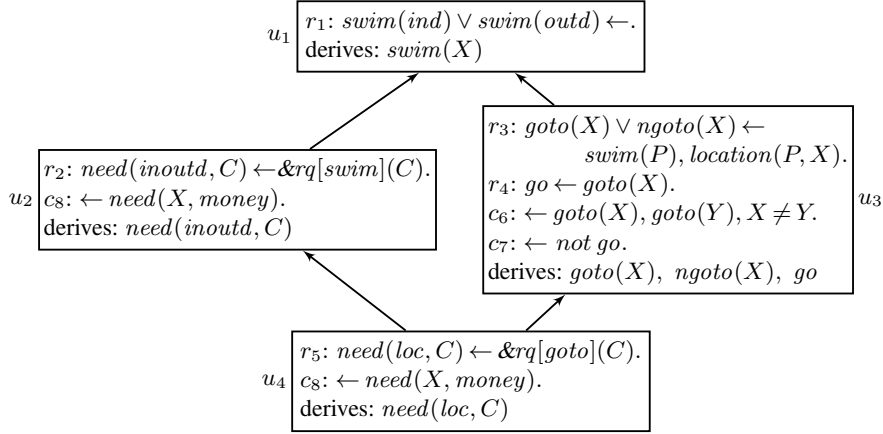 u₁
r₁: swim(ind) ∨ swim(outd) ←.
derives: swim(X)
u₂
r₂: need(inoutd, C) ← &rq[swim](C).
c₈: ← need(X, money).
derives: need(inoutd, C)
r₃: goto(X) ∨ ngoto(X) ←
swim(P), location(P, X).
r₄: go ← goto(X).
c₆: ← goto(X), goto(Y), X ≠ Y.
c₇: ← not go.
derives: goto(X), ngoto(X), go
u₃
u₄
r₅: need(loc, C) ← &rq[goto](C).
c₈: ← need(X, money).
derives: need(loc, C)